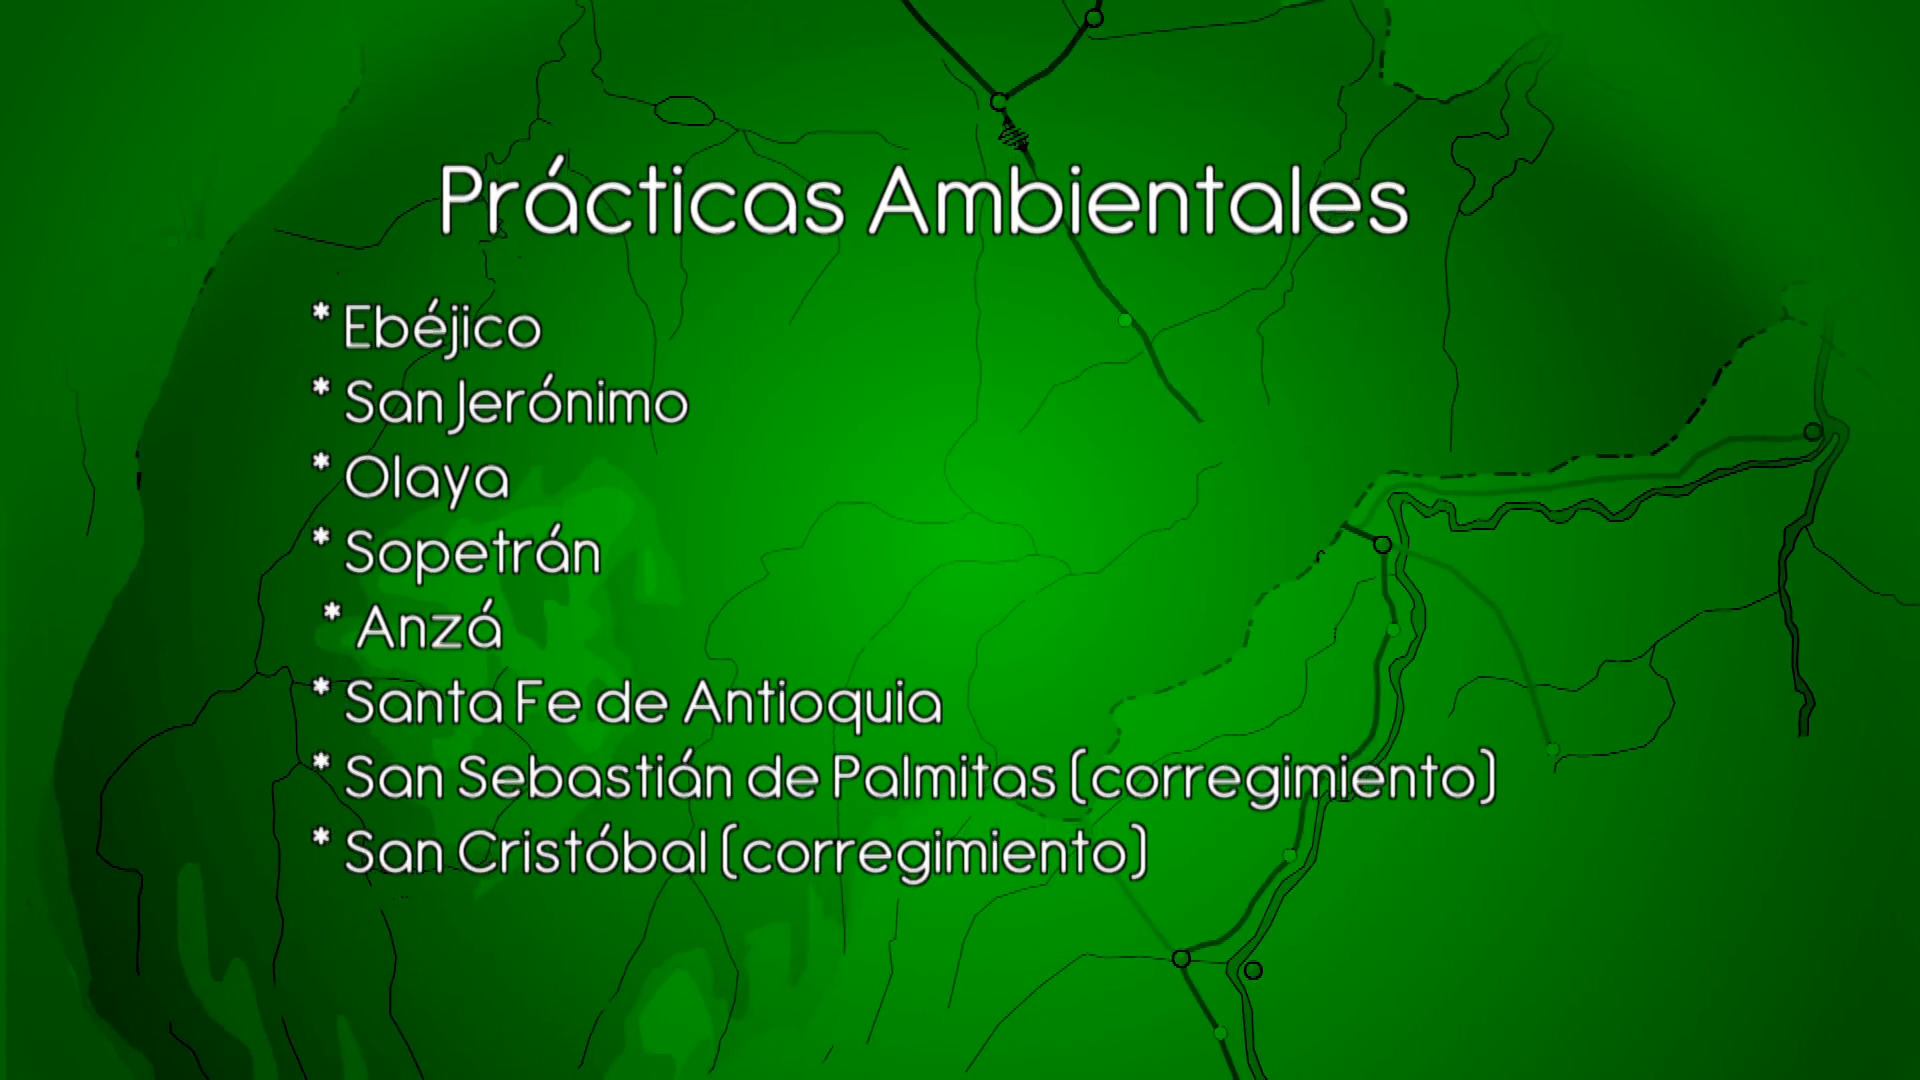 Prácticas Ambientales
* Ebéjico
* San Jerónimo
* Olaya
* Sopetrán
* Anzá
* Santa Fe de Antioquia
* San Sebastián de Palmitas (corregimiento)
* San Cristóbal (corregimiento)